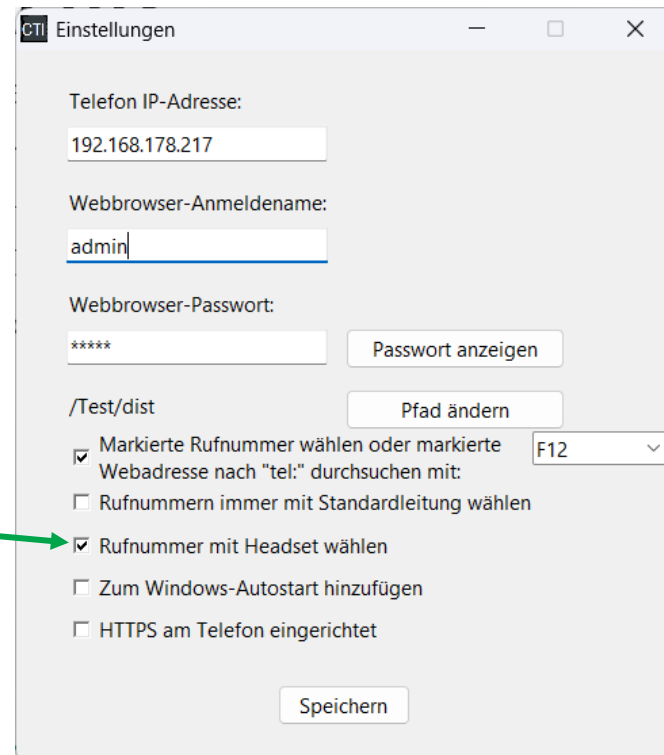 CTI Einstellungen
Telefon IP-Adresse:
192.168.178.217
Webbrowser-Anmeldename:
admin
Webbrowser-Passwort:
*****
Passwort anzeigen
/Test/dist
Pfad ändern
Markierte Rufnummer wählen oder markierte
Webadresse nach "tel:" durchsuchen mit:
F12
Rufnummern immer mit Standardleitung wählen
Rufnummer mit Headset wählen
Zum Windows-Autostart hinzufügen
HTTPS am Telefon eingerichtet
Speichern